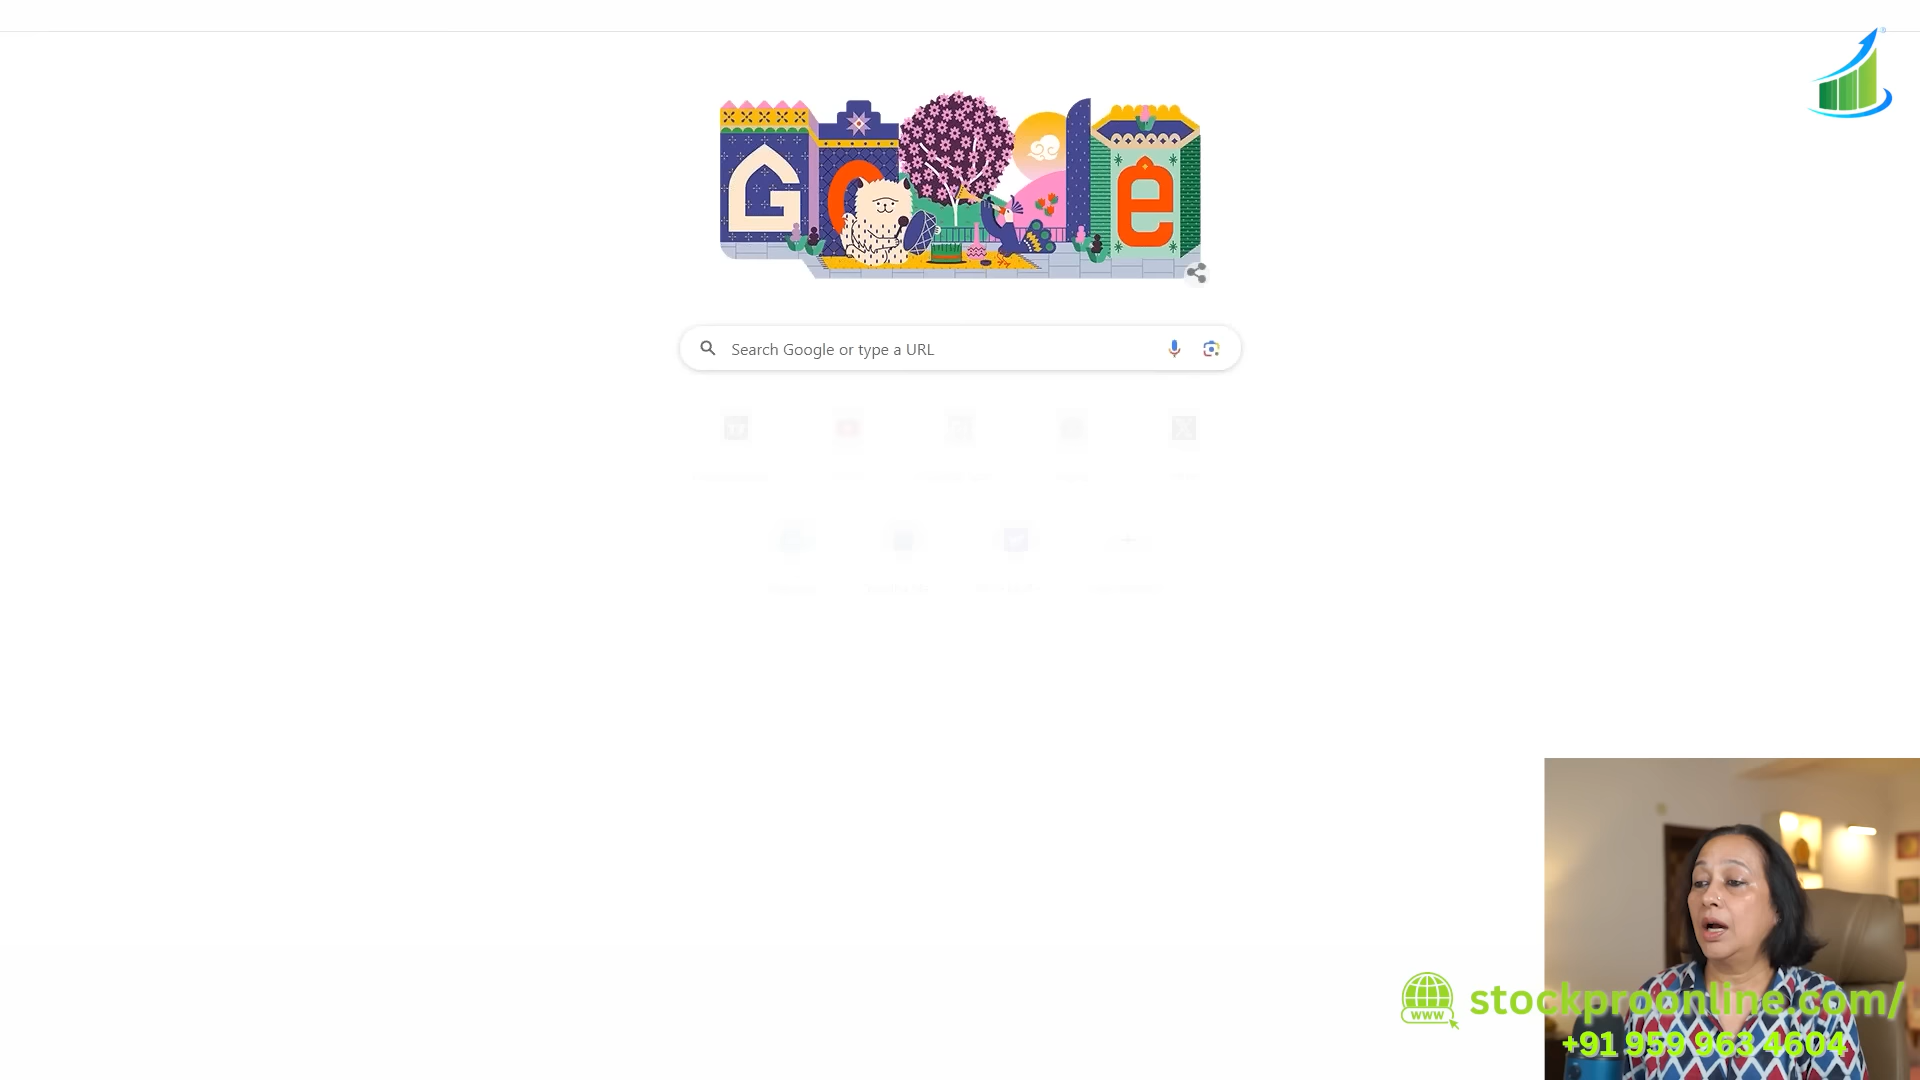 G o o g l e
Search Google or type a URL
www
stockproonline.com/
+91 959 963 4604